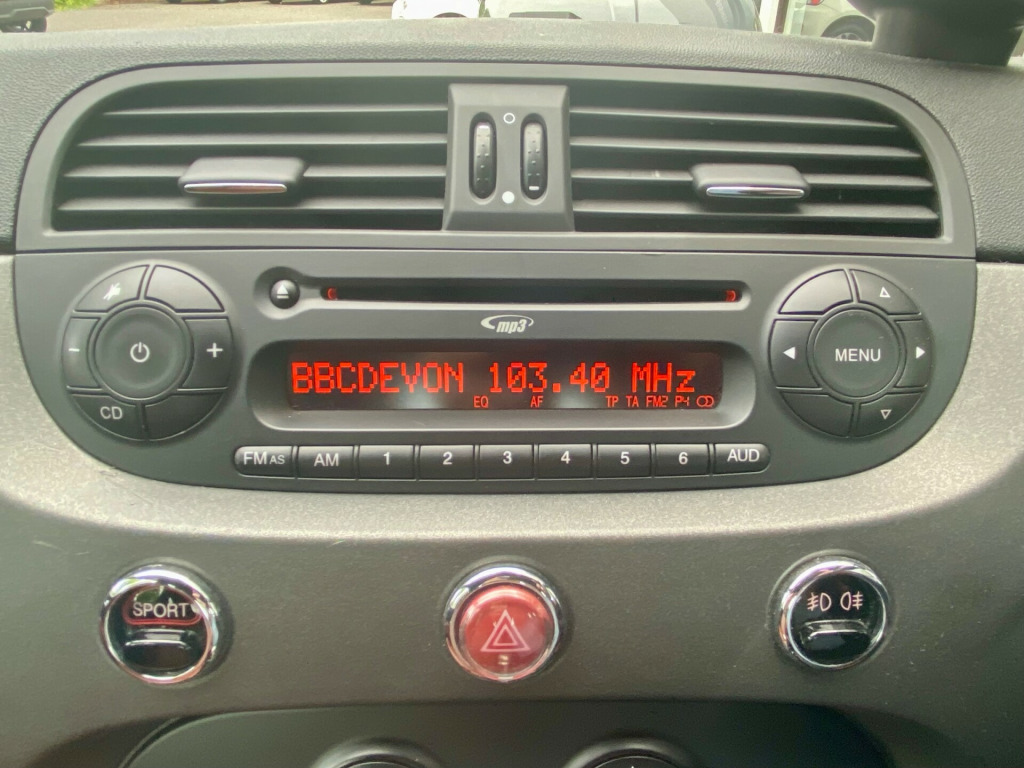 mp3
BBCDEVON 103.40 MHz
EQ AF TP TA FM2 P4
- +
CD
MENU
FM AS AM 1 2 3 4 5 6 AUD
SPORT